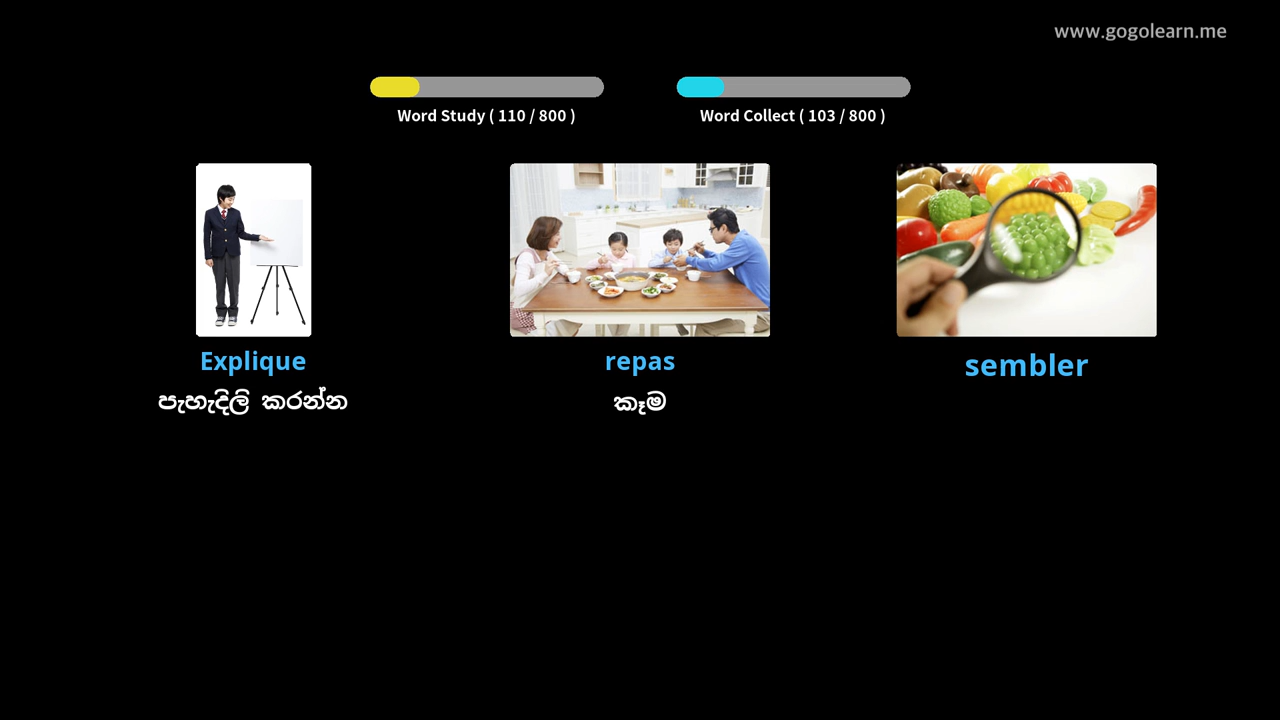 www.gogolearn.me
Word Study ( 110 / 800 )
Word Collect ( 103 / 800 )
Explique
repas
sembler
පැහැදිලි කරන්න
කෑම